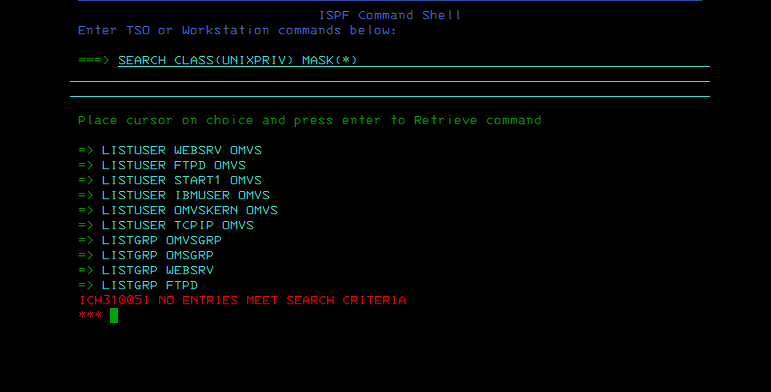 ISPF Command Shell
Enter TSO or Workstation commands below:
===> SEARCH CLASS(UNIXPRIV) MASK(*)
Place cursor on choice and press enter to Retrieve command
=> LISTUSER WEBSRV OMVS
=> LISTUSER FTPD OMVS
=> LISTUSER START1 OMVS
=> LISTUSER IBMUSER OMVS
=> LISTUSER OMVSKERN OMVS
=> LISTUSER TCPIP OMVS
=> LISTGRP OMVSGRP
=> LISTGRP OMSGRP
=> LISTGRP WEBSRV
=> LISTGRP FTPD
ICH31005I NO ENTRIES MEET SEARCH CRITERIA
***